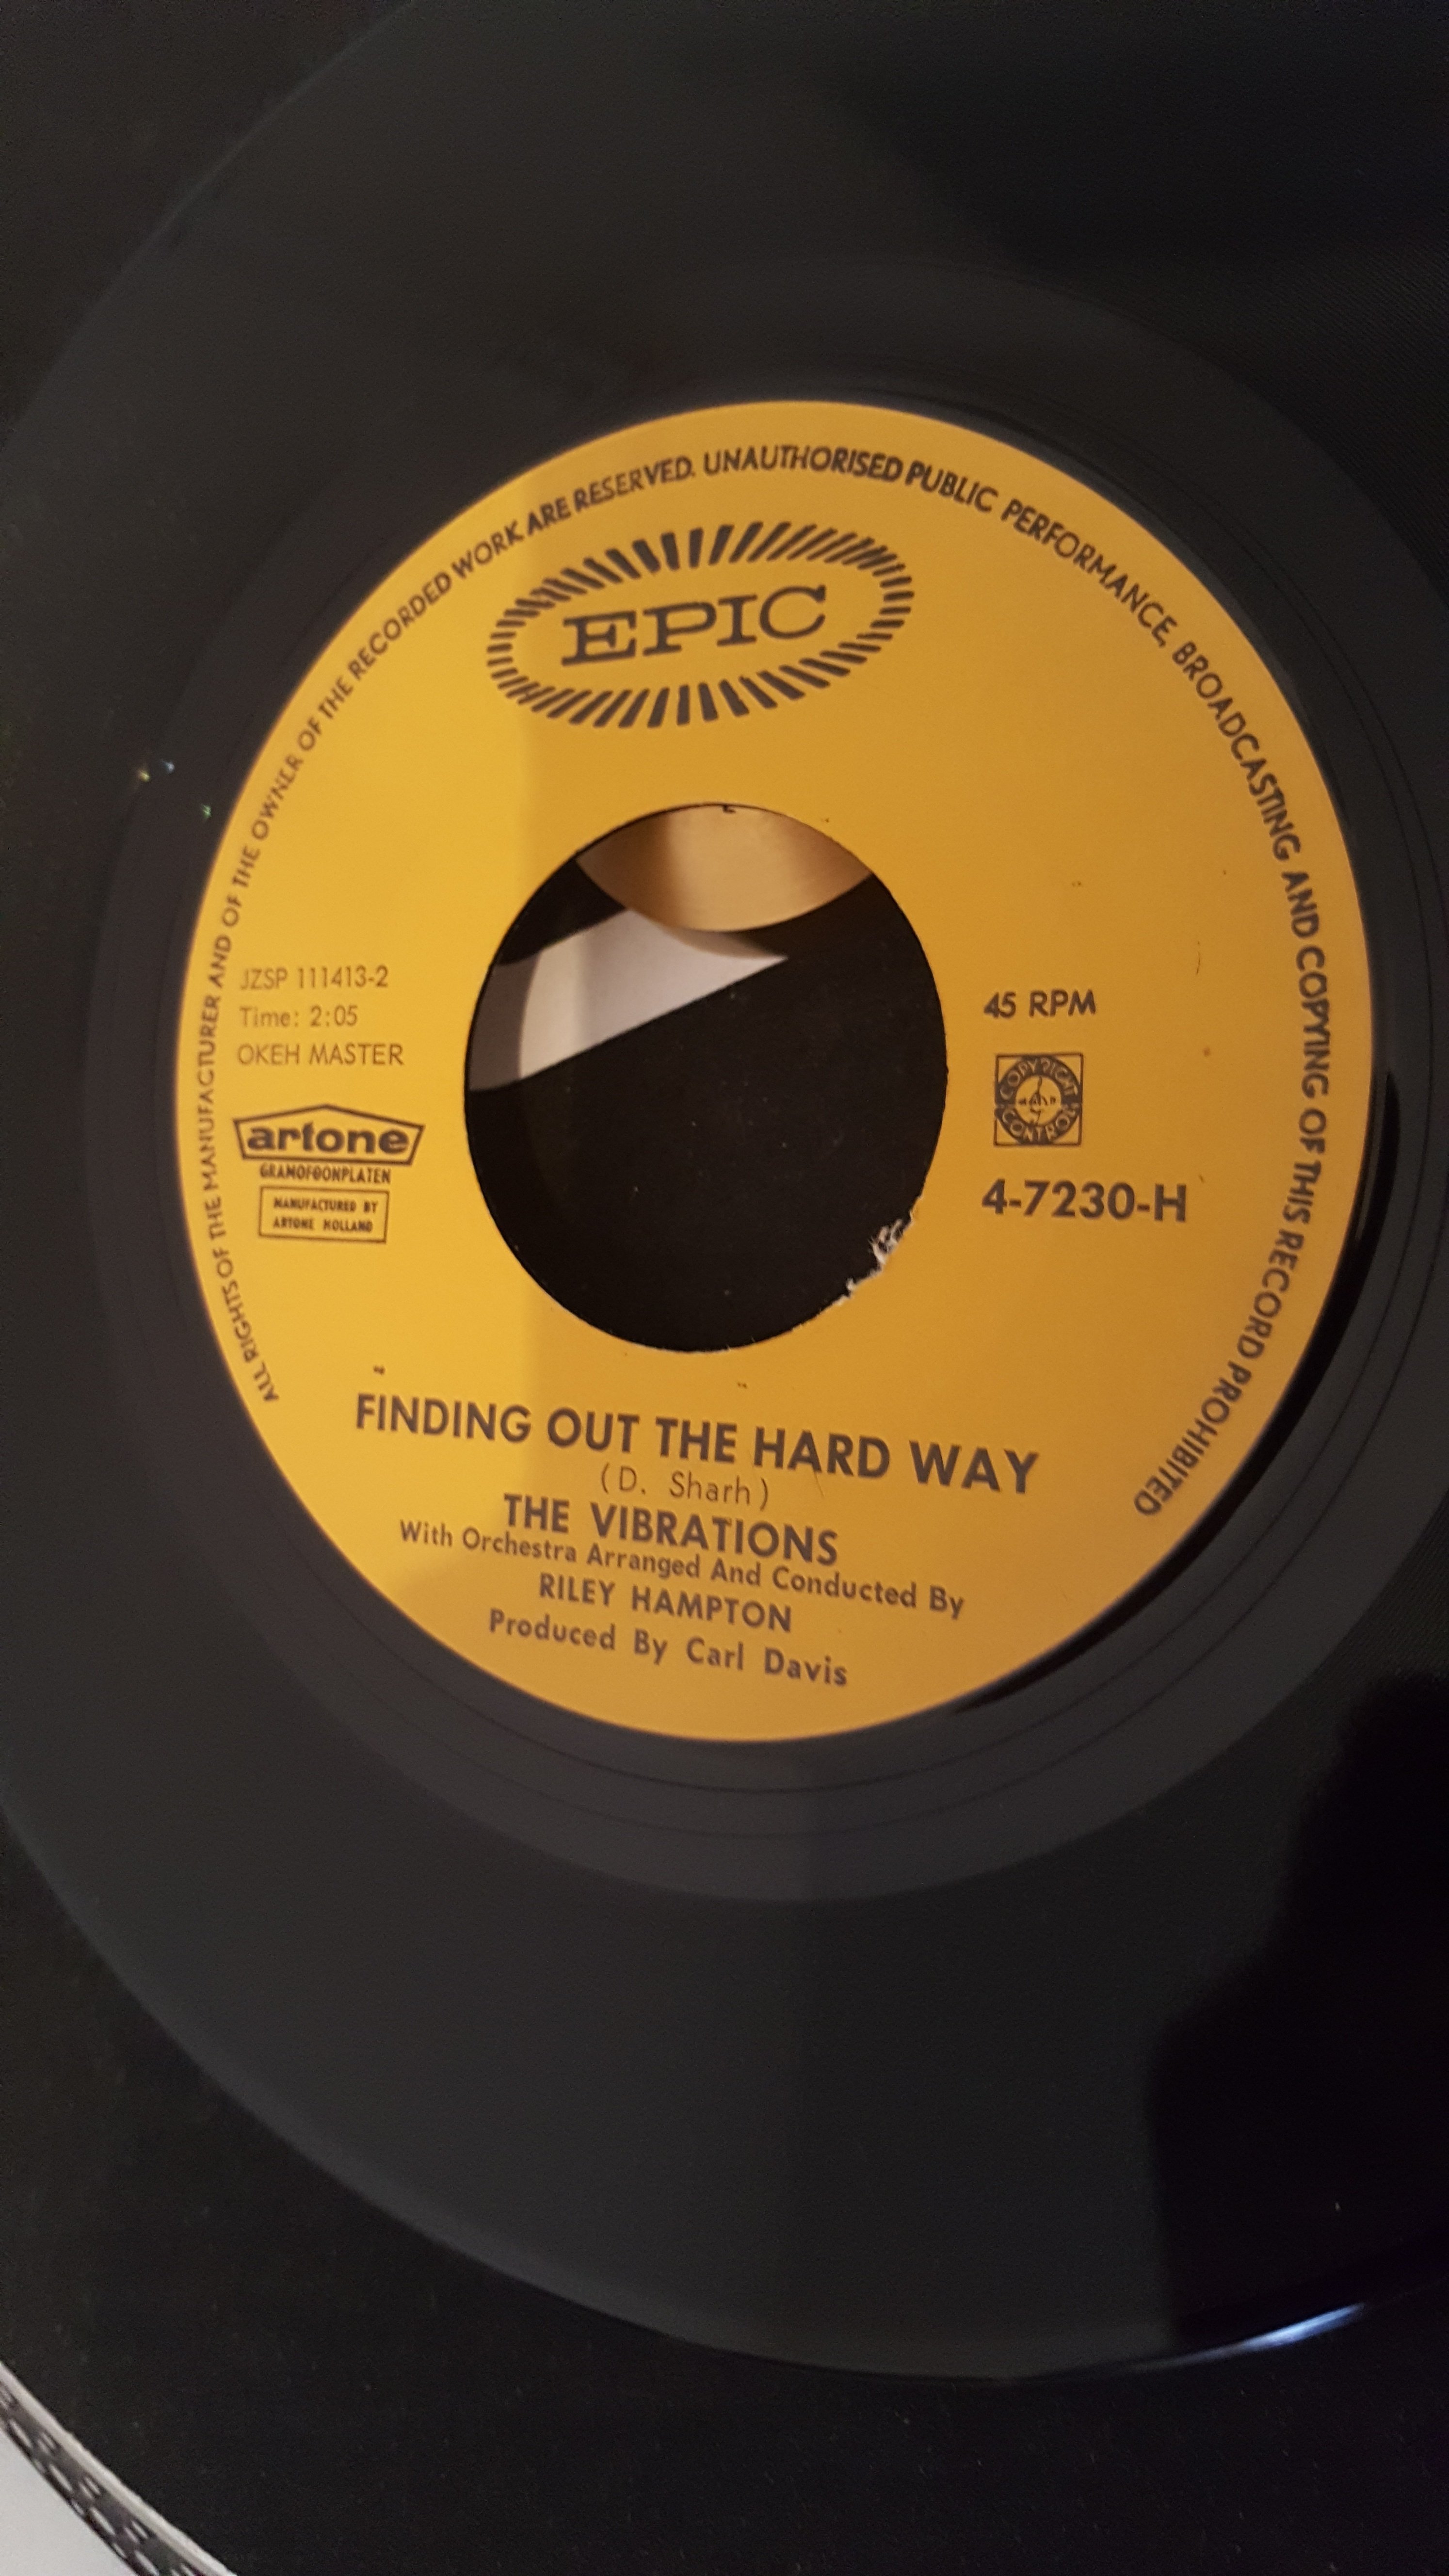 ALL RIGHTS OF THE MANUFACTURER AND OF THE OWNER OF THE RECORDED WORK ARE RESERVED. UNAUTHORISED PUBLIC PERFORMANCE, BROADCASTING AND COPYING OF THIS RECORD PROHIBITED
EPIC
JZSP 111413-2
Time: 2:05
OKEH MASTER
artone
GRAMOFOONPLATEN
MANUFACTURED BY
ARTONE HOLLAND
45 RPM
COPYRIGHT
CONTROL
4-7230-H
FINDING OUT THE HARD WAY
(D. Sharh)
THE VIBRATIONS
With Orchestra Arranged And Conducted By
RILEY HAMPTON
Produced By Carl Davis